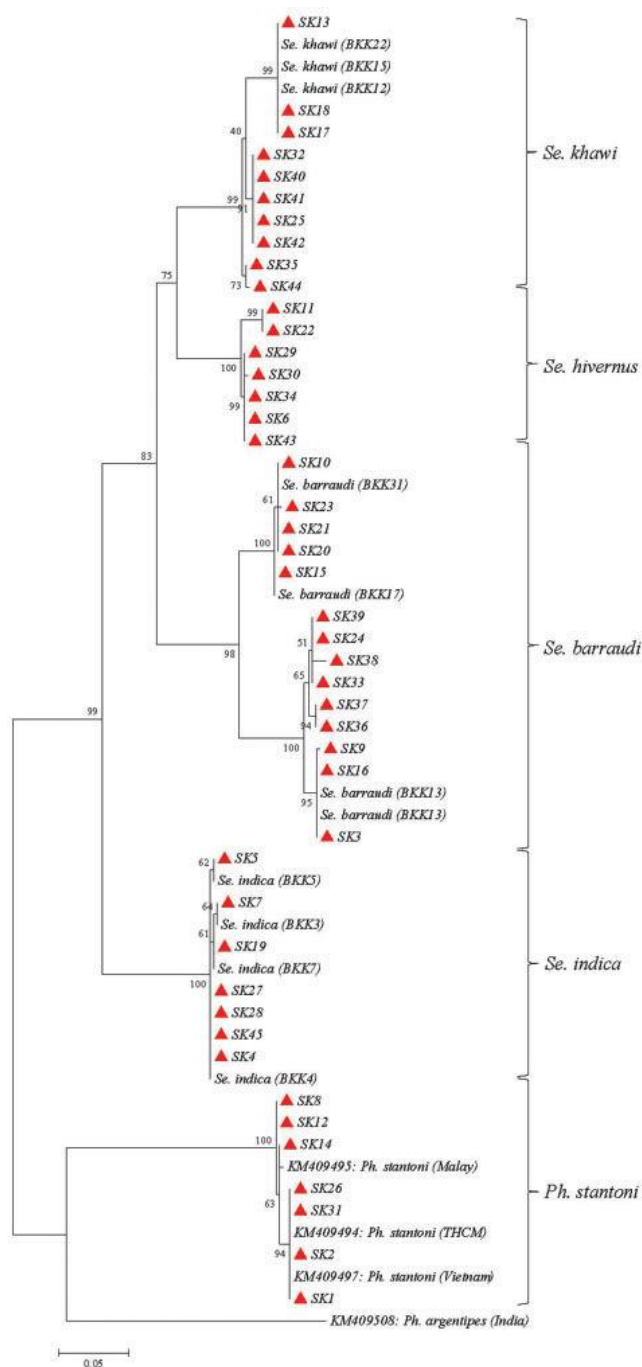 SK13
Se. khawi (BKK22)
Se. khawi (BKK15)
99
Se. khawi (BKK12)
SK18
SK17
40
SK32
Se. khawi
SK40
99
SK41
91
SK25
SK42
SK35
75
73
SK44
99
SK11
SK22
SK29
100
SK30
Se. hivernus
SK34
99
SK6
SK43
83
SK10
Se. barraudi (BKK31)
61
SK23
SK21
100
SK20
SK15
Se. barraudi (BKK17)
SK39
51
SK24
98
SK38
Se. barraudi
65
SK33
SK37
94
SK36
100
SK9
SK16
Se. barraudi (BKK13)
95
Se. barraudi (BKK13)
SK3
99
62
SK5
Se. indica (BKK5)
64
SK7
Se. indica (BKK3)
61
SK19
Se. indica (BKK7)
Se. indica
100
SK27
SK28
SK45
SK4
Se. indica (BKK4)
SK8
SK12
100
SK14
KM409495: Ph. stantoni (Malay)
SK26
Ph. stantoni
63
SK31
KM409494: Ph. stantoni (THCM)
94
SK2
KM409497: Ph. stantoni (Vietnam)
SK1
KM409508: Ph. argentipes (India)
0.05